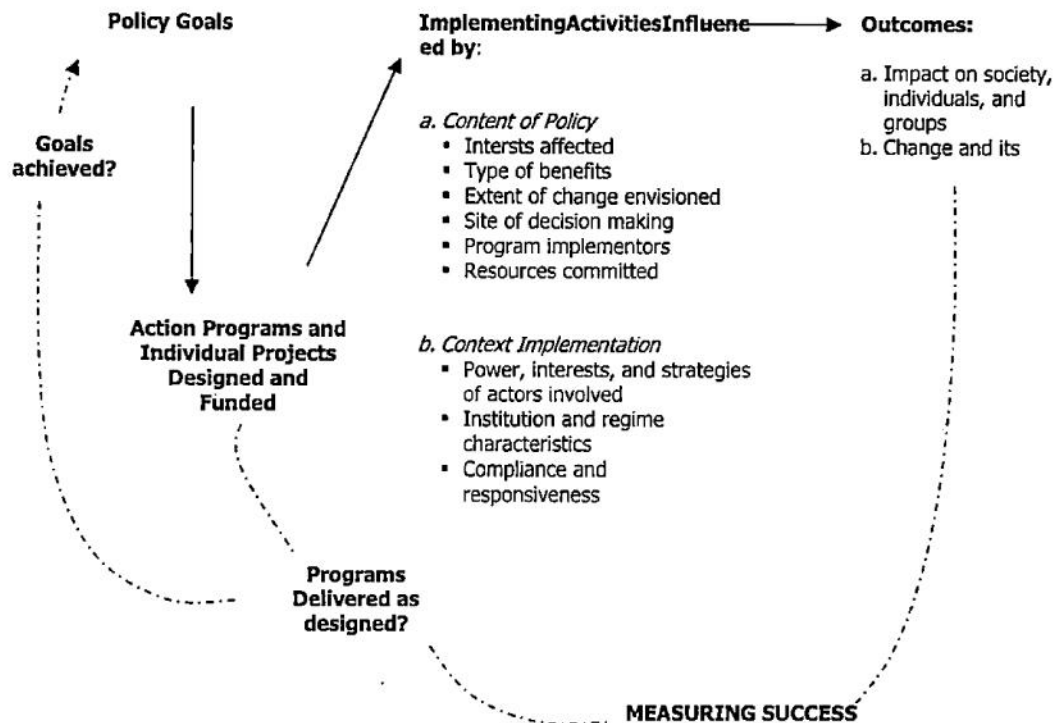 Policy Goals
Goals
achieved?
Action Programs and
Individual Projects
Designed and
Funded
ImplementingActivitiesInfluenc
ed by:
a. Content of Policy
▪ Intersts affected
▪ Type of benefits
▪ Extent of change envisioned
▪ Site of decision making
▪ Program implementors
▪ Resources committed
b. Context Implementation
▪ Power, interests, and strategies
of actors involved
▪ Institution and regime
characteristics
▪ Compliance and
responsiveness
Outcomes:
a. Impact on society,
individuals, and
groups
b. Change and its
Programs
Delivered as
designed?
MEASURING SUCCESS